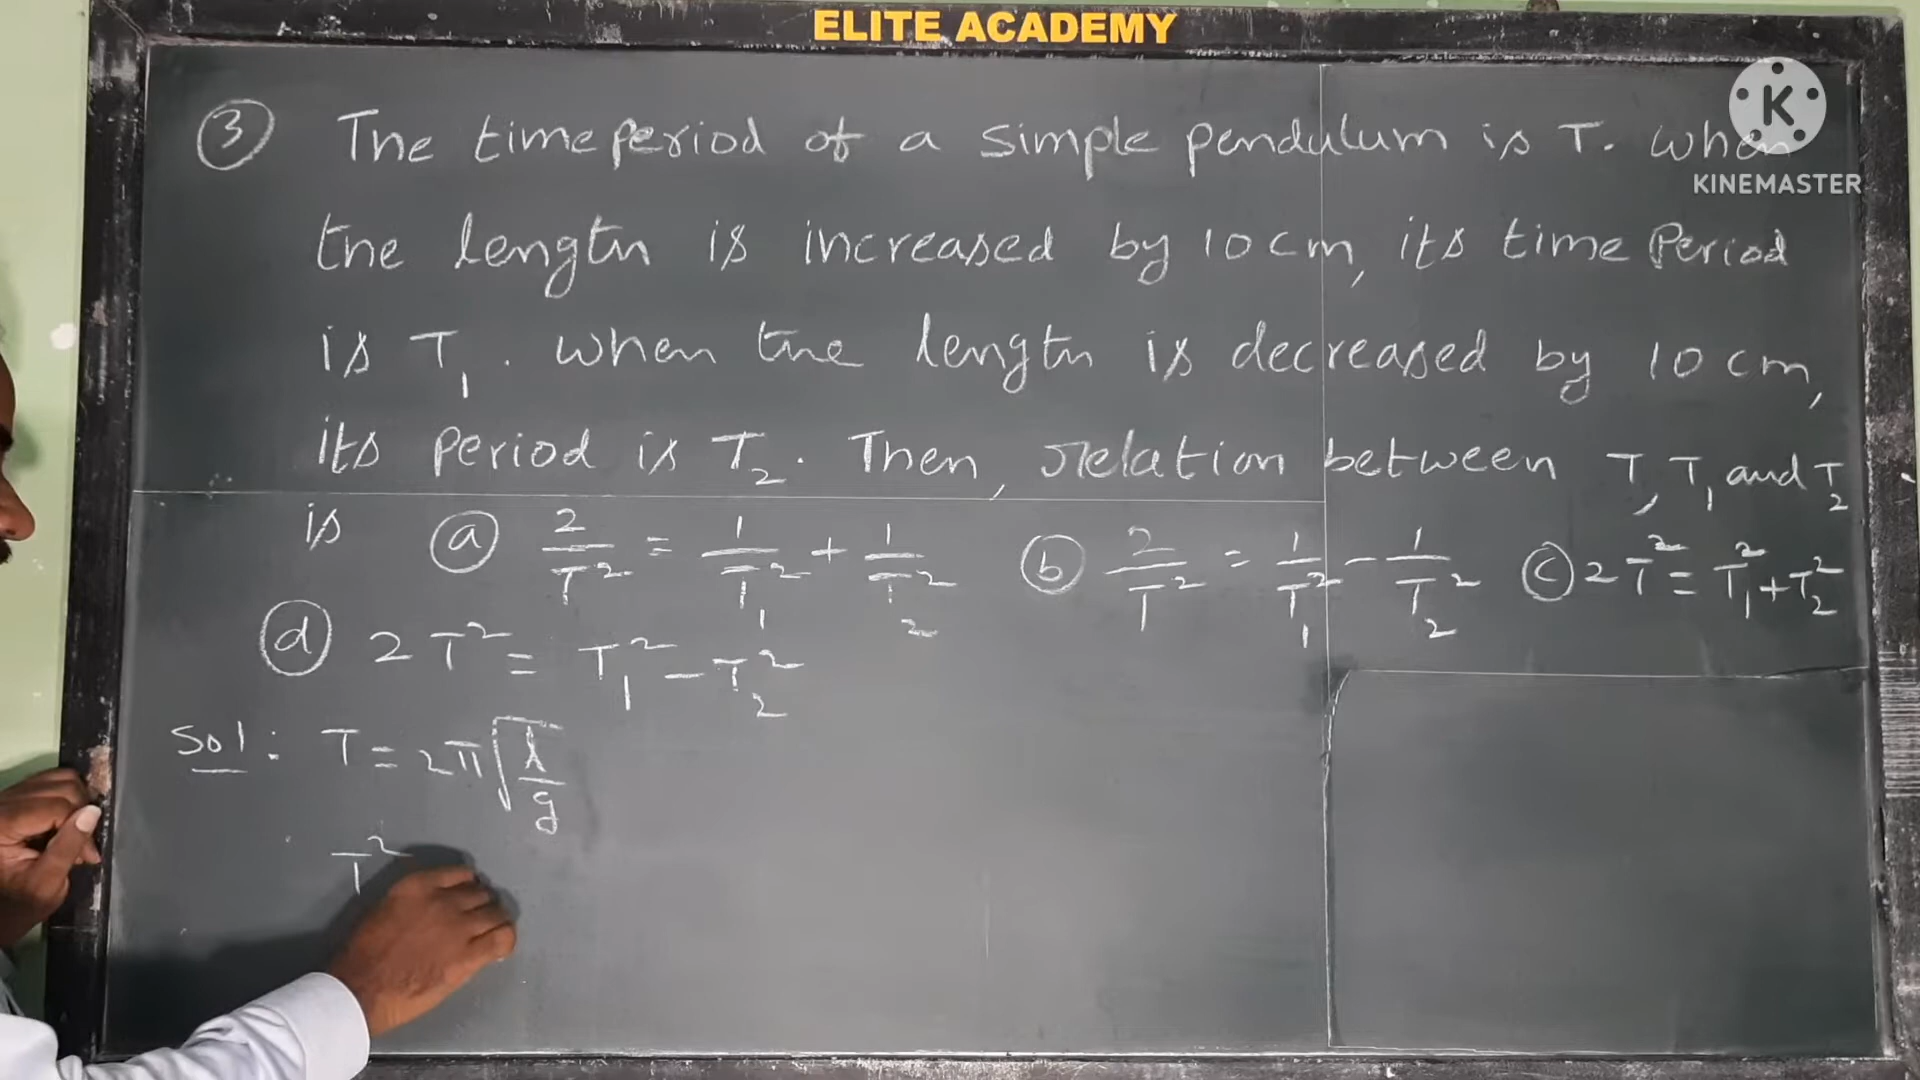 ELITE ACADEMY
K
KINEMASTER
③ The time period of a simple pendulum is T. when
the length is increased by 10 cm, its time Period
is T₁. when the length is decreased by 10 cm,
its period is T₂. Then, relation between T, T₁ and T₂
is ⓐ 2/T² = 1/T₁² + 1/T₂² ⓑ 2/T² = 1/T₁² - 1/T₂² ⓒ 2T² = T₁² + T₂²
ⓓ 2T² = T₁² - T₂²
Sol: T = 2π√(l/g)
T²